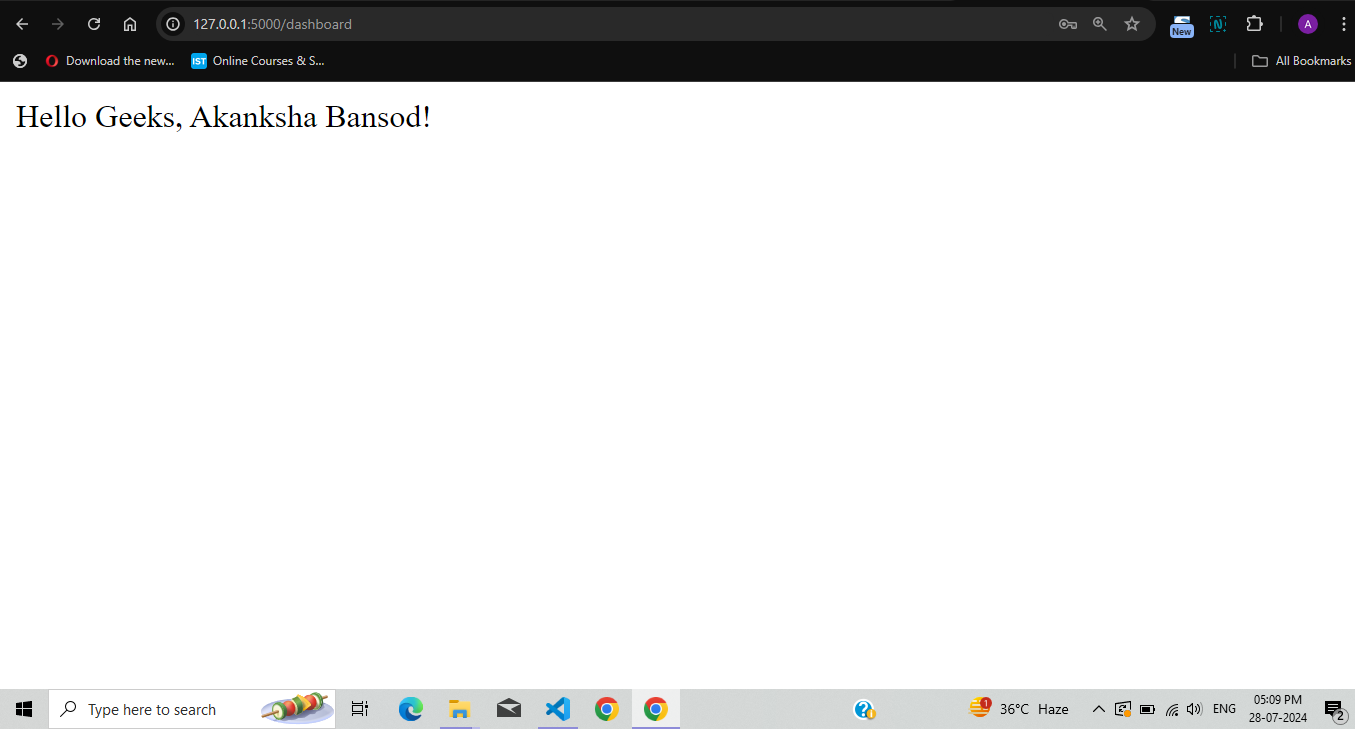 127.0.0.1:5000/dashboard
New
N
A
Download the new...
IST
Online Courses & S...
All Bookmarks
Hello Geeks, Akanksha Bansod!
Type here to search
1
36°C Haze
ENG
05:09 PM
28-07-2024
2